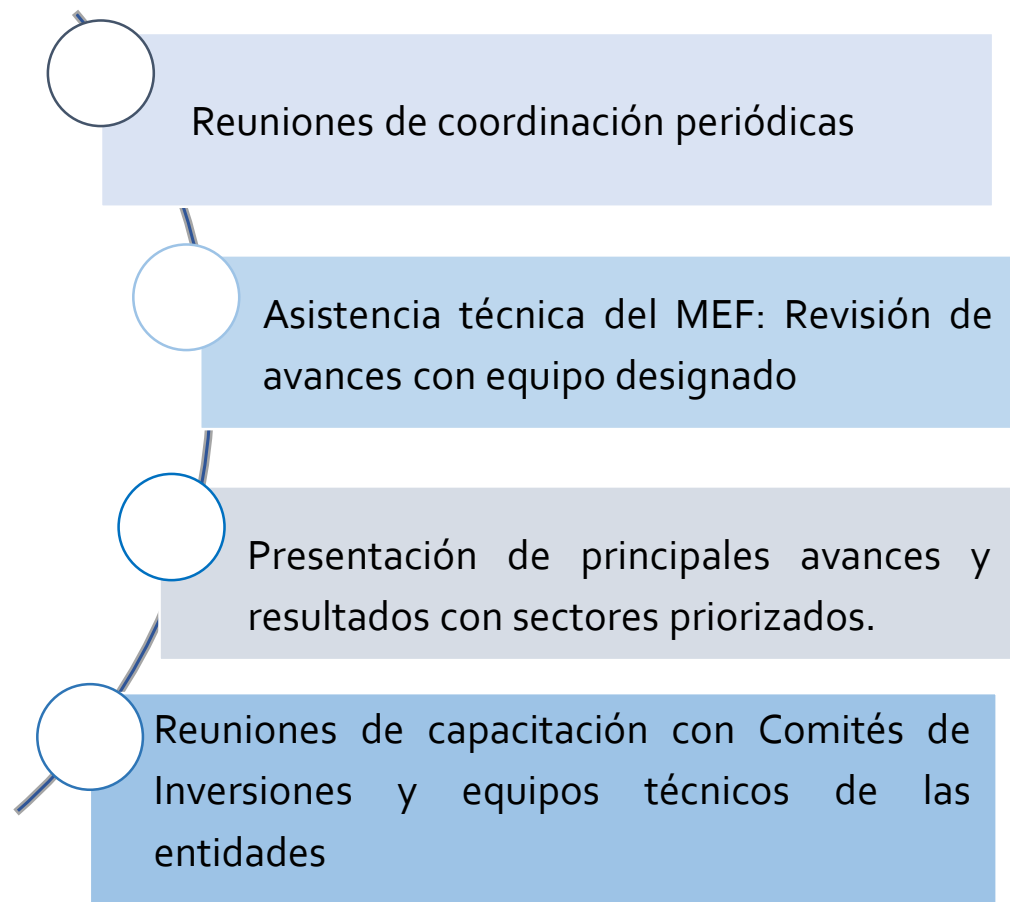 Reuniones de coordinación periódicas
Asistencia técnica del MEF: Revisión de
avances con equipo designado
Presentación de principales avances y
resultados con sectores priorizados.
Reuniones de capacitación con Comités de
Inversiones y equipos técnicos de las
entidades